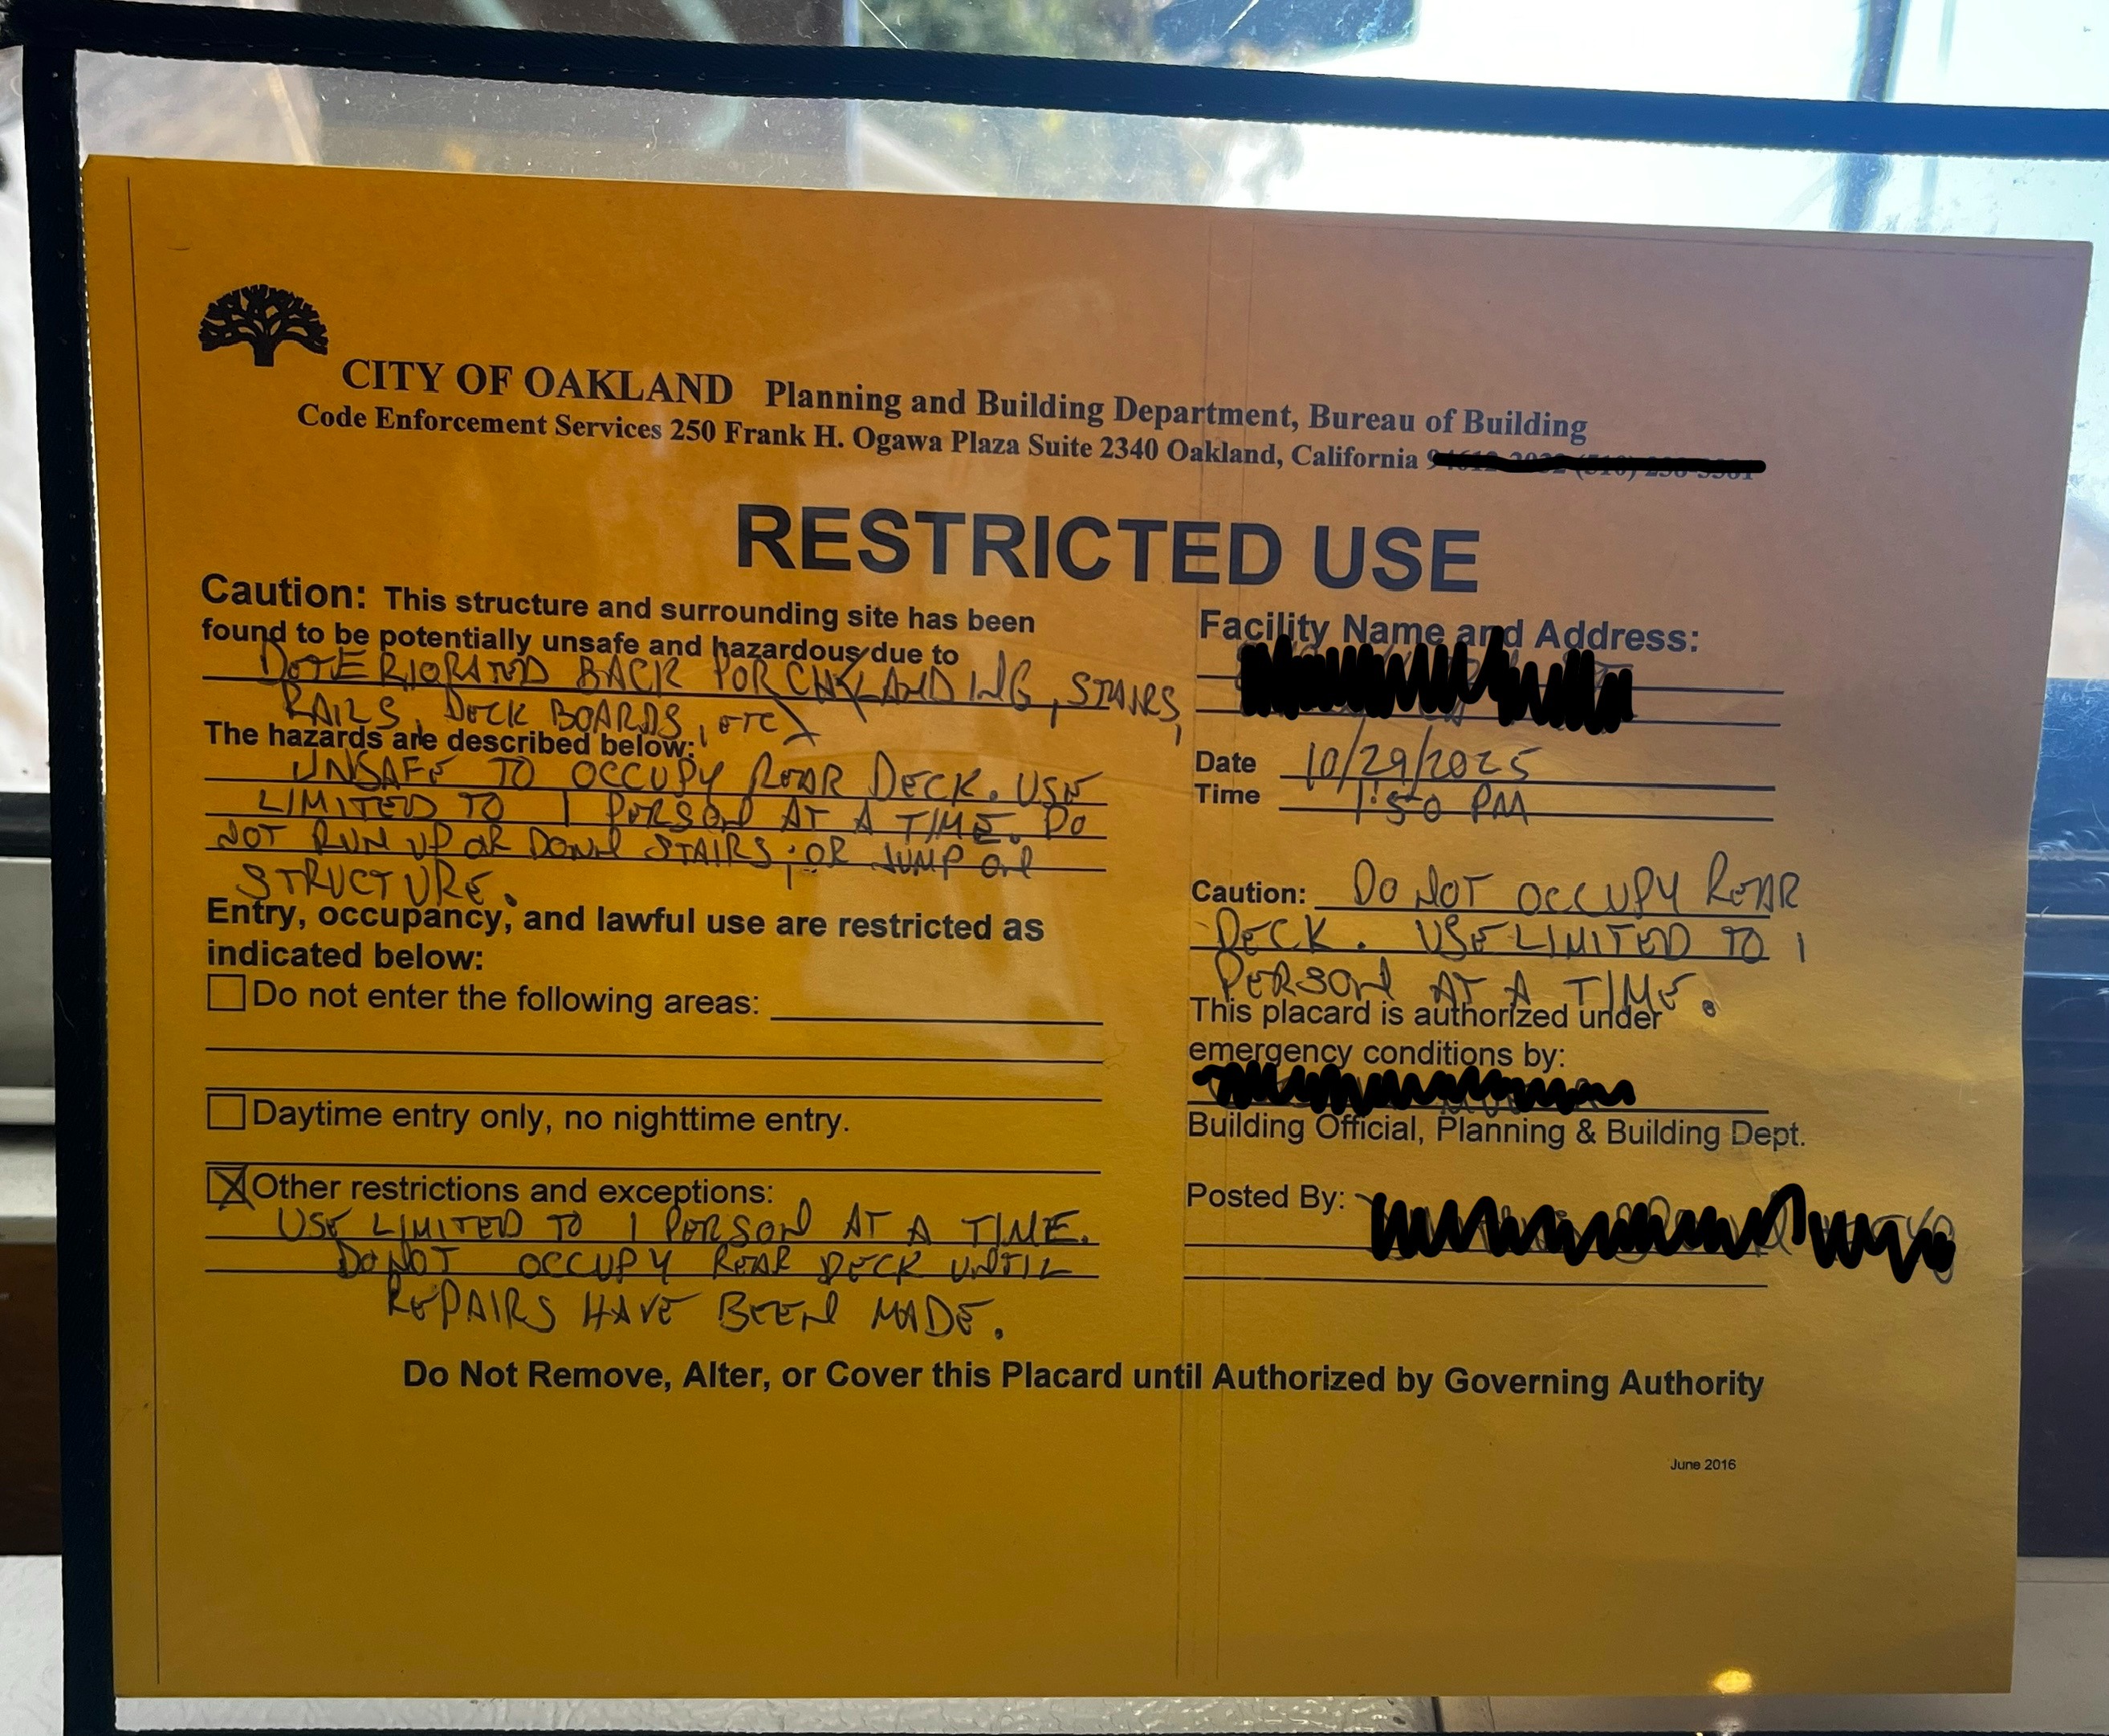 CITY OF OAKLAND Planning and Building Department, Bureau of Building
Code Enforcement Services 250 Frank H. Ogawa Plaza Suite 2340 Oakland, California
RESTRICTED USE
Caution: This structure and surrounding site has been
found to be potentially unsafe and hazardous due to
DETERIORATED BACK PORCH (LANDING, STAIRS,
RAILS, DECK BOARDS, ETC)
The hazards are described below:
UNSAFE TO OCCUPY REAR DECK. USE
LIMITED TO 1 PERSON AT A TIME. DO
NOT RUN UP OR DOWN STAIRS, OR JUMP ON
STRUCTURE.
Entry, occupancy, and lawful use are restricted as
indicated below:
Do not enter the following areas:
Daytime entry only, no nighttime entry.
Other restrictions and exceptions:
USE LIMITED TO 1 PERSON AT A TIME.
DO NOT OCCUPY REAR DECK UNTIL
REPAIRS HAVE BEEN MADE.
Facility Name and Address:
Date 10/29/2025
Time 1:50 PM
Caution: DO NOT OCCUPY REAR
DECK. USE LIMITED TO 1
PERSON AT A TIME.
This placard is authorized under
emergency conditions by:
Building Official, Planning & Building Dept.
Posted By:
Do Not Remove, Alter, or Cover this Placard until Authorized by Governing Authority
June 2016